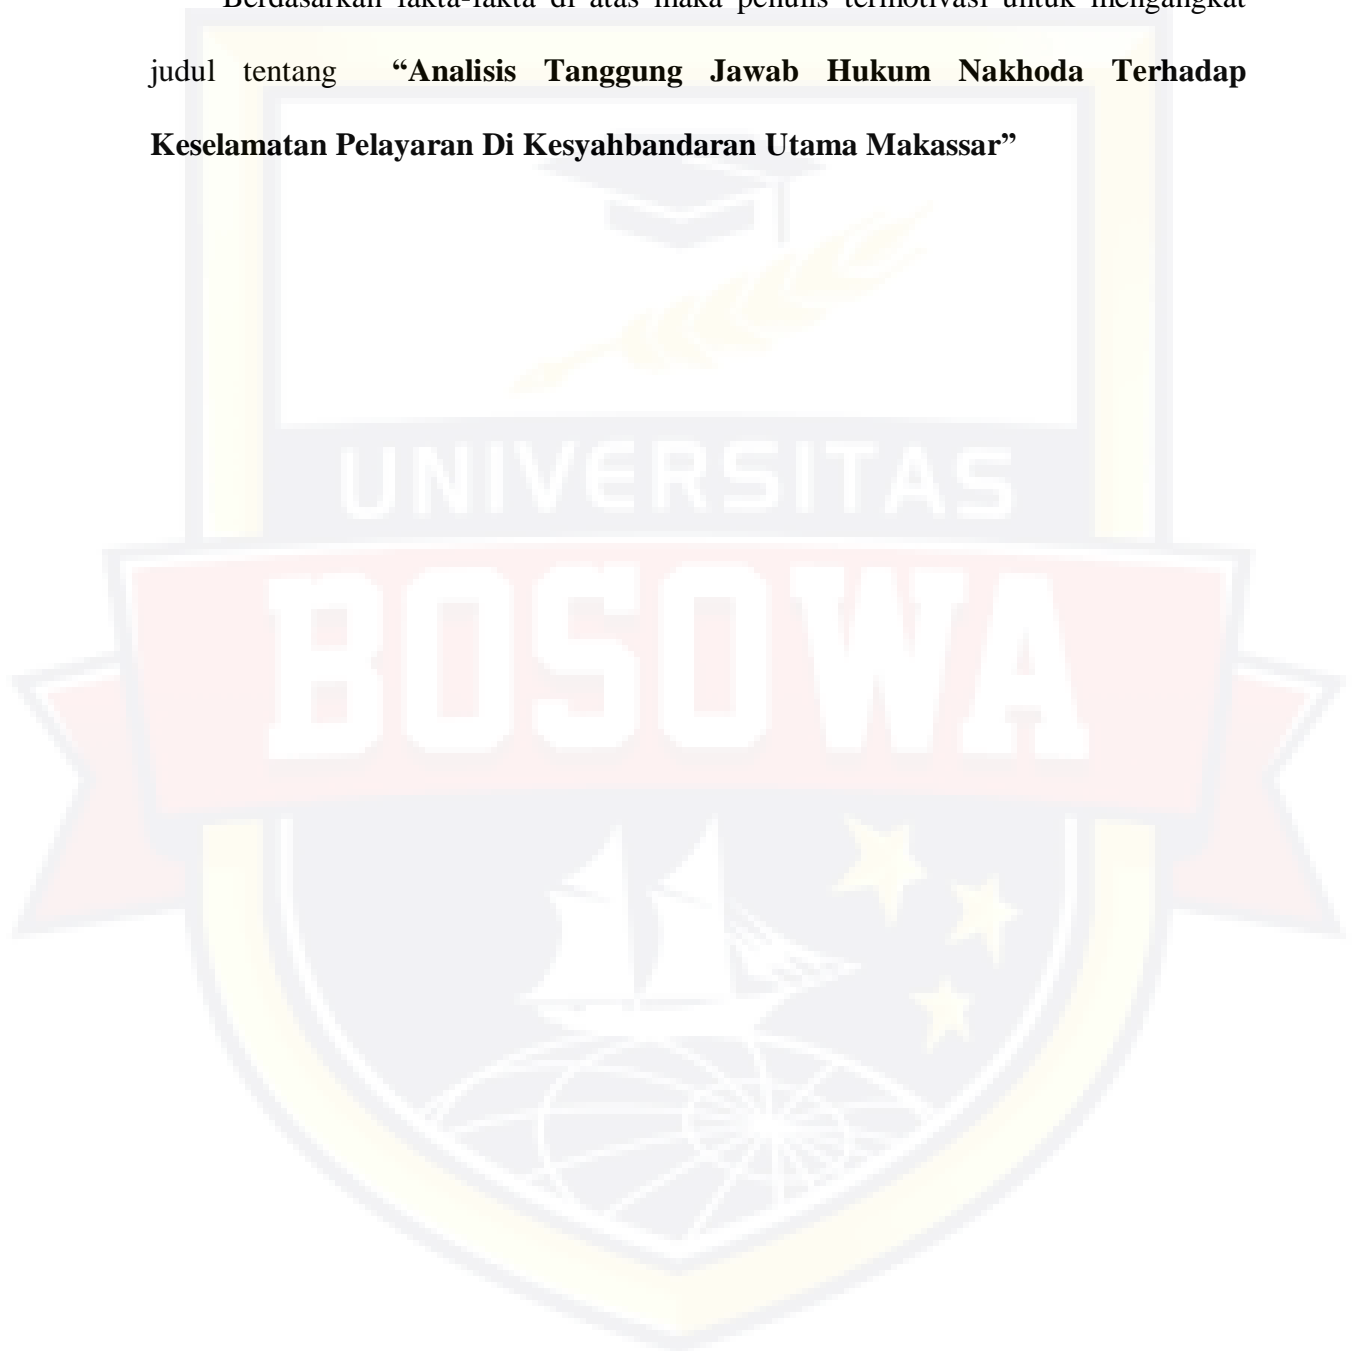 Berdasarkan fakta-fakta di atas maka penulis termotivasi untuk mengangkat
judul tentang “Analisis Tanggung Jawab Hukum Nakhoda Terhadap
Keselamatan Pelayaran Di Kesyahbandaran Utama Makassar”
UNIVERSITAS
BOSOWA